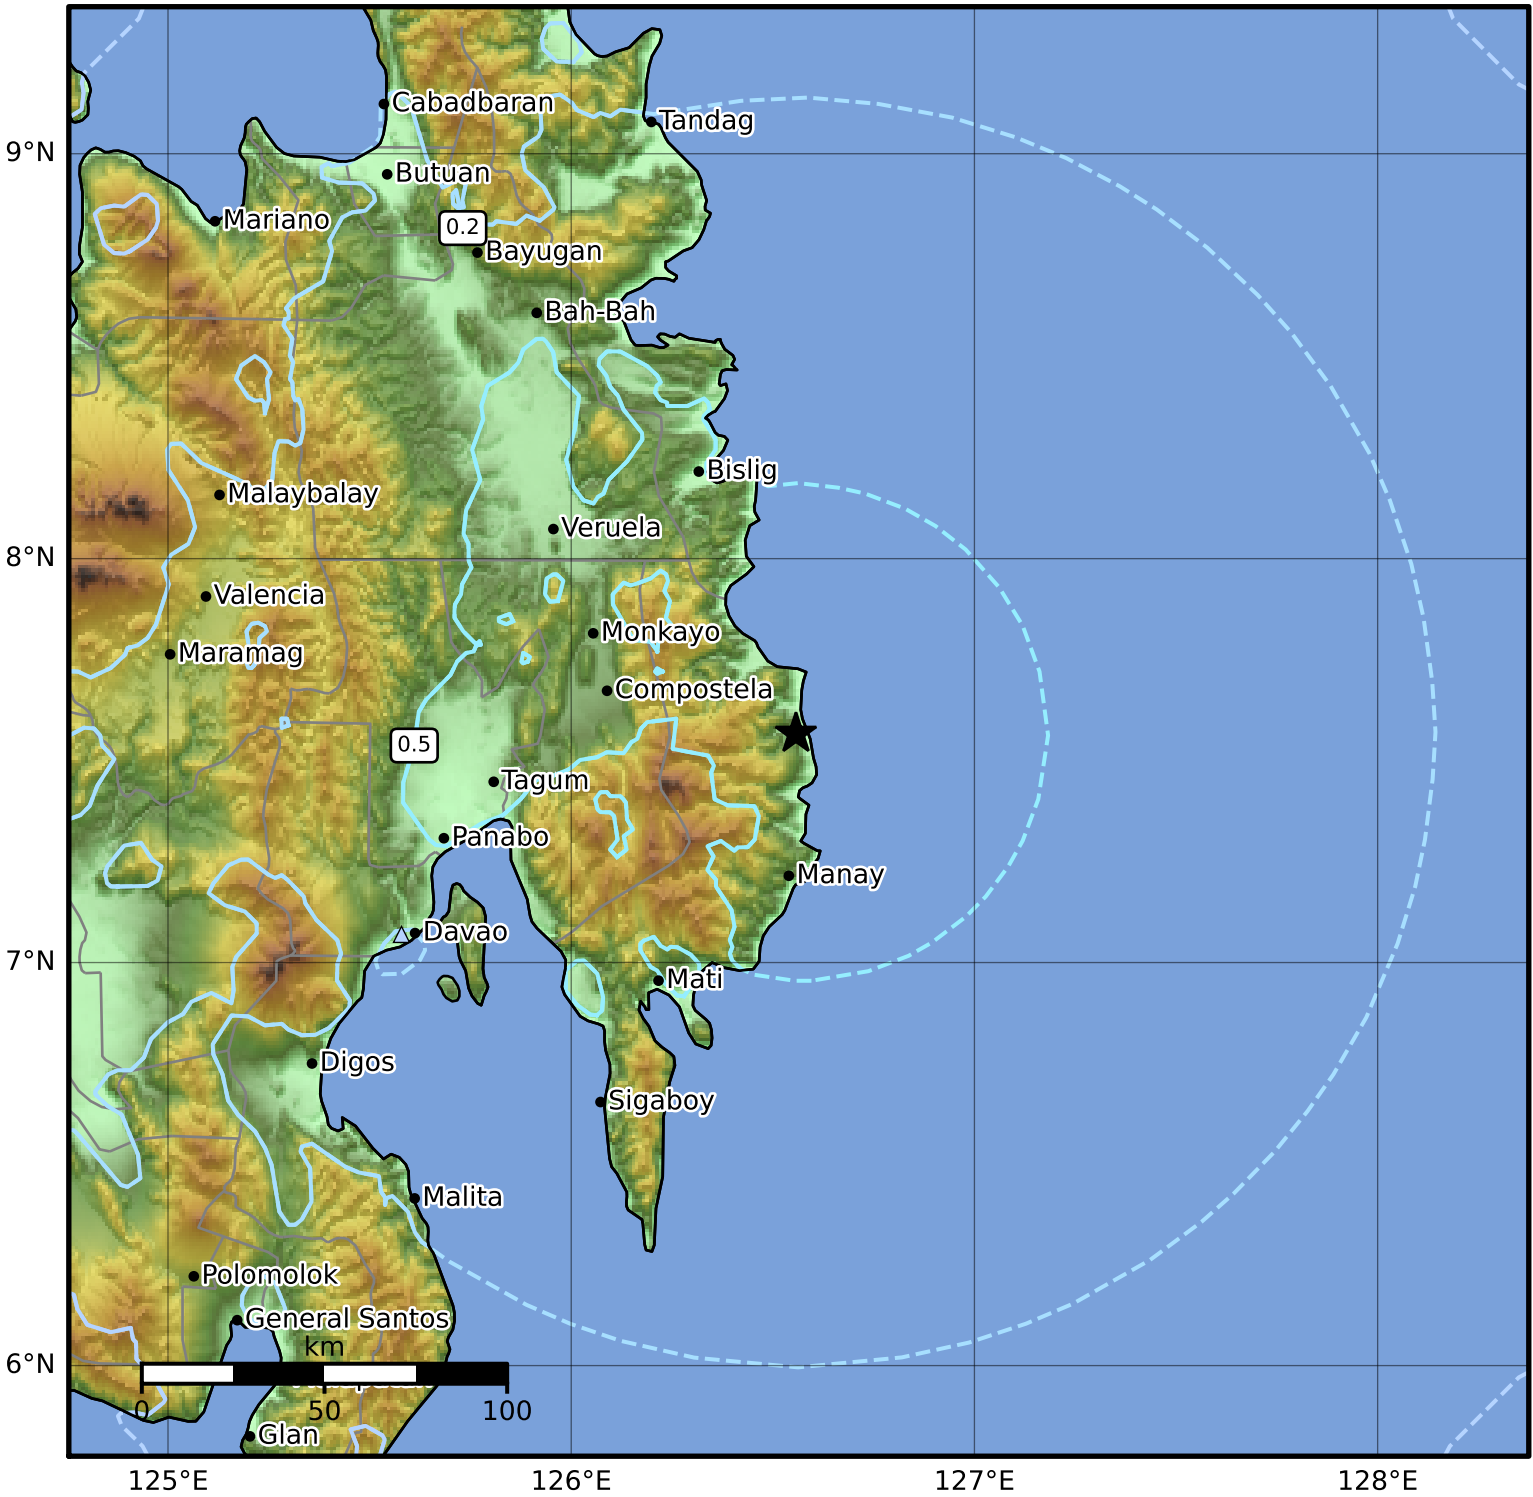 Cabadbaran
Tandag
9°N
Butuan
Mariano
0.2
Bayugan
Bah-Bah
Bislig
Malaybalay
Veruela
8°N
Valencia
Monkayo
Maramag
Compostela
0.5
Tagum
Panabo
Manay
Davao
7°N
Mati
Digos
Sigaboy
Malita
Polomolok
General Santos
km
6°N
0 50 100
Glan
125°E 126°E 127°E 128°E